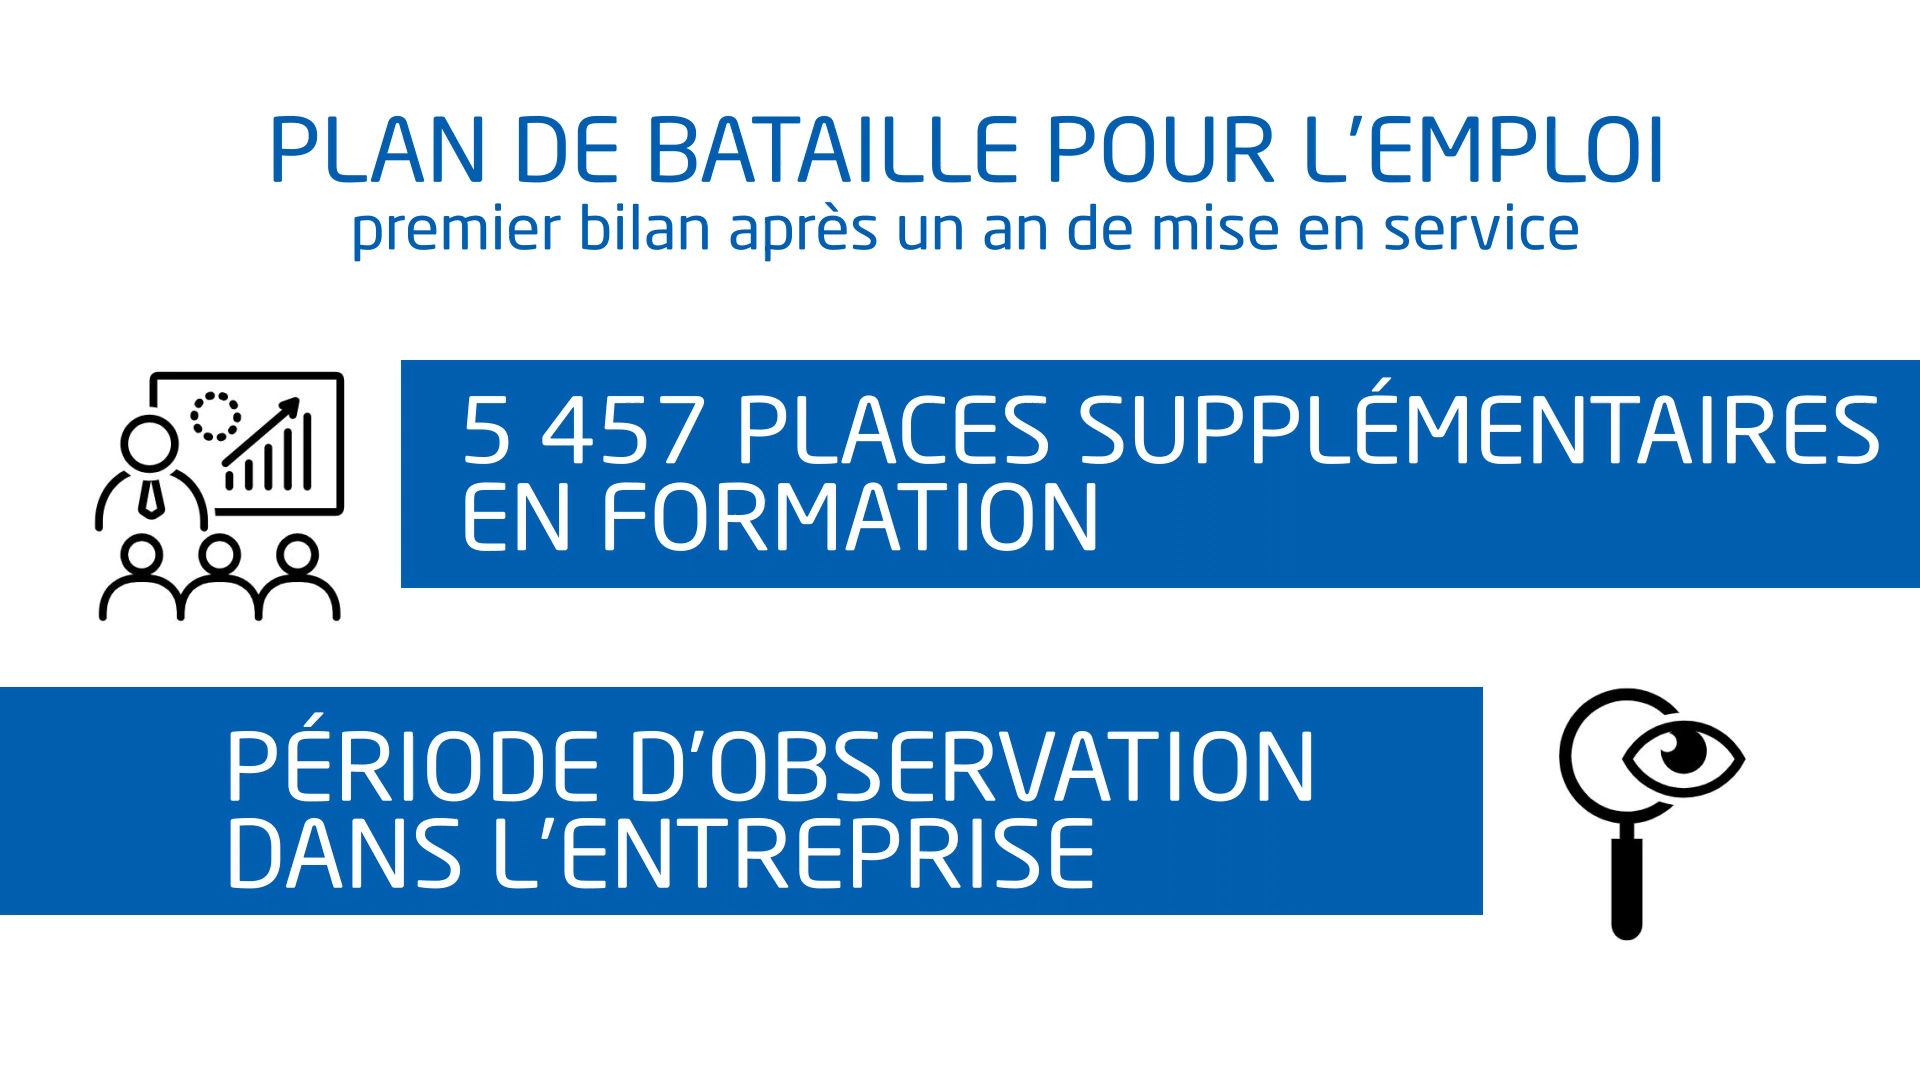 PLAN DE BATAILLE POUR L’EMPLOI
premier bilan après un an de mise en service
5 457 PLACES SUPPLÉMENTAIRES
EN FORMATION
PÉRIODE D’OBSERVATION
DANS L’ENTREPRISE